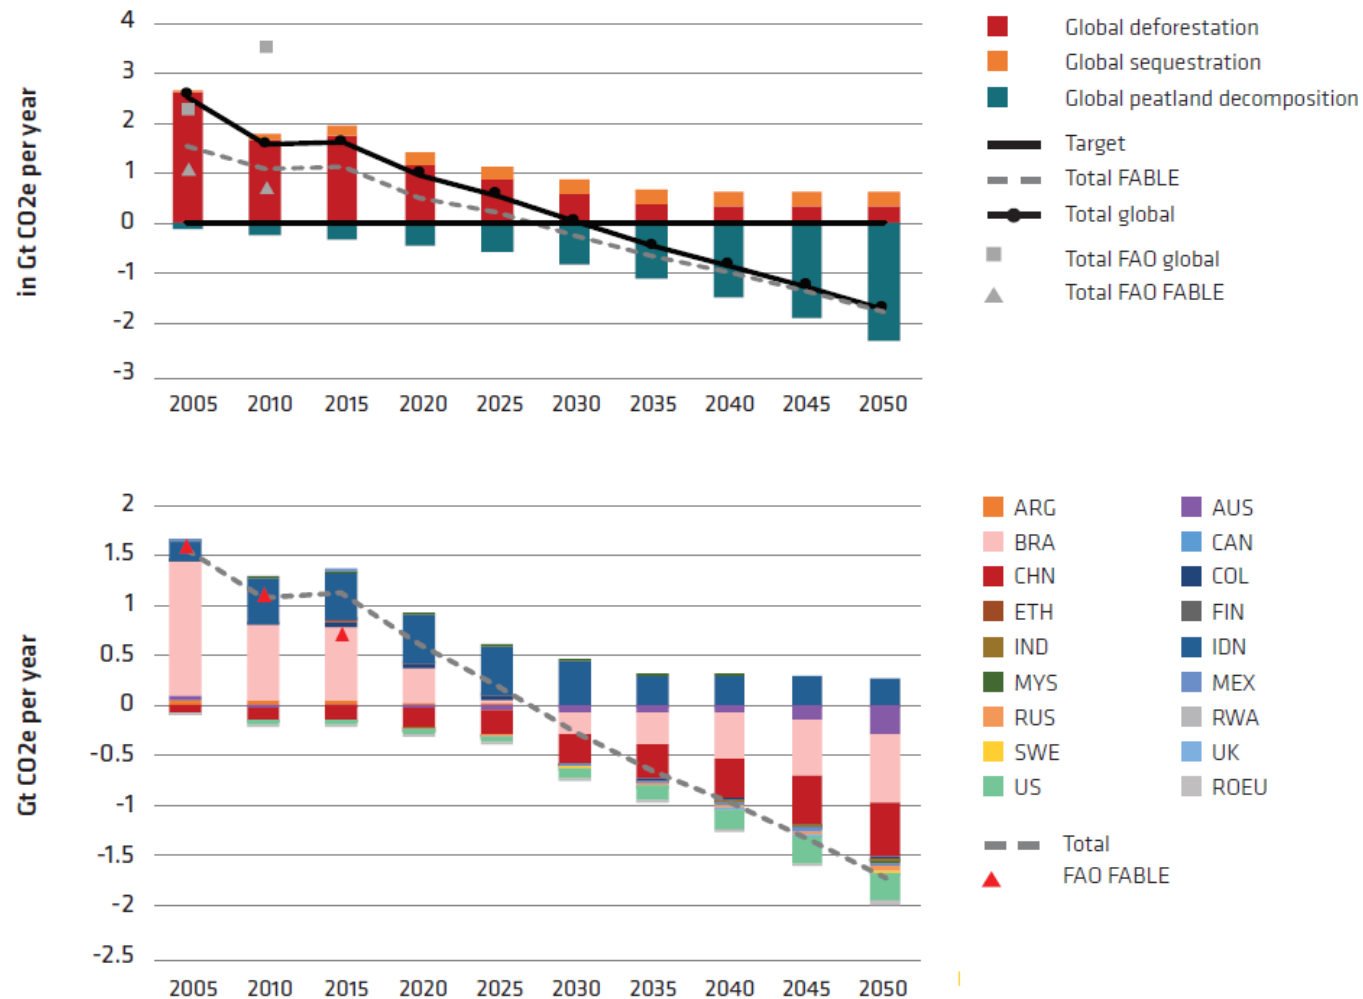 in Gt CO2e per year
4
3
2
1
0
-1
-2
-3
2005 2010 2015 2020 2025 2030 2035 2040 2045 2050
Global deforestation
Global sequestration
Global peatland decomposition
Target
Total FABLE
Total global
Total FAO global
Total FAO FABLE
Gt CO2e per year
2
1.5
1
0.5
0
-0.5
-1
-1.5
-2
-2.5
2005 2010 2015 2020 2025 2030 2035 2040 2045 2050
ARG AUS
BRA CAN
CHN COL
ETH FIN
IND IDN
MYS MEX
RUS RWA
SWE UK
US ROEU
Total
FAO FABLE